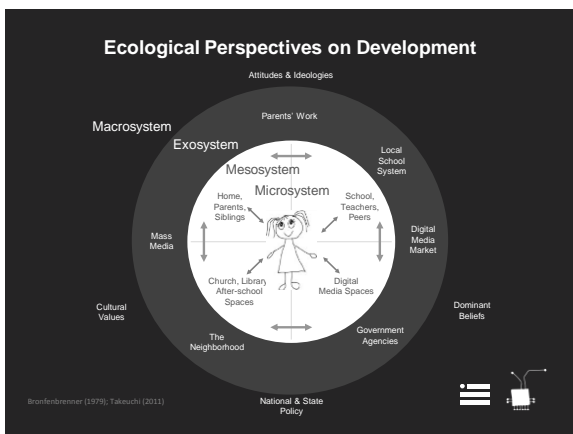 Ecological Perspectives on Development
Attitudes & Ideologies
Parents' Work
Macrosystem
Exosystem
Local
School
System
Mesosystem
Microsystem
Home,
Parents,
Siblings
School,
Teachers,
Peers
Mass
Media
Digital
Media
Market
Church, Library
After-school
Spaces
Digital
Media Spaces
Cultural
Values
Dominant
Beliefs
The
Neighborhood
Government
Agencies
National & State
Policy
Bronfenbrenner (1979); Takeuchi (2011)